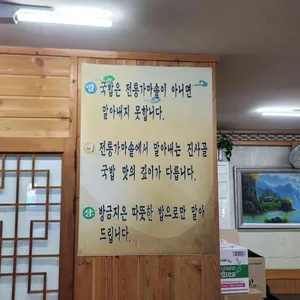 국밥은 전통가마솥이 아니면
말아내지 못합니다.
전통가마솥에서 말아내는 진사골
국밥 맛의 깊이가 다릅니다.
방금지은 따뜻한 밥으로만 말아
드립니다.